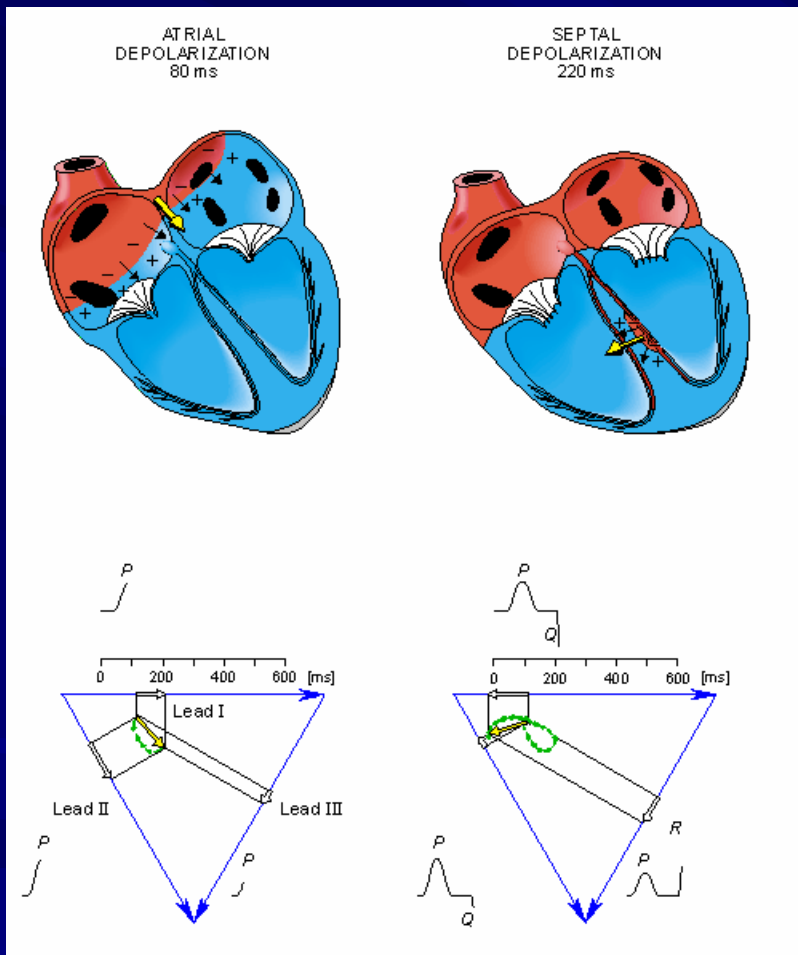 ATRIAL
DEPOLARIZATION
80 ms
SEPTAL
DEPOLARIZATION
220 ms
− + − + − + − + − + − +
+ − + +
P
P
Q
0 200 400 600 [ms]
0 200 400 600 [ms]
Lead I
Lead II
Lead III
R
P
P
P
P
Q